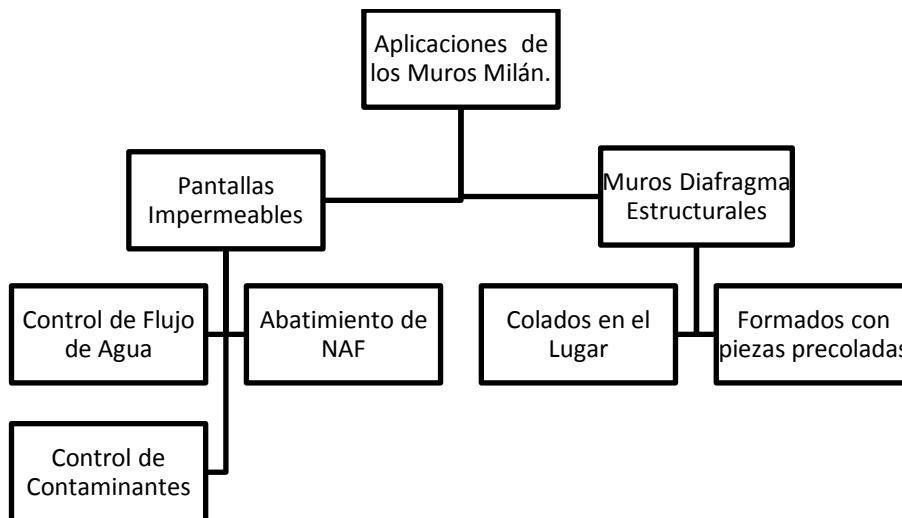 Aplicaciones de
los Muros Milán.
Pantallas
Impermeables
Muros Diafragma
Estructurales
Control de Flujo
de Agua
Abatimiento de
NAF
Colados en el
Lugar
Formados con
piezas precoladas
Control de
Contaminantes